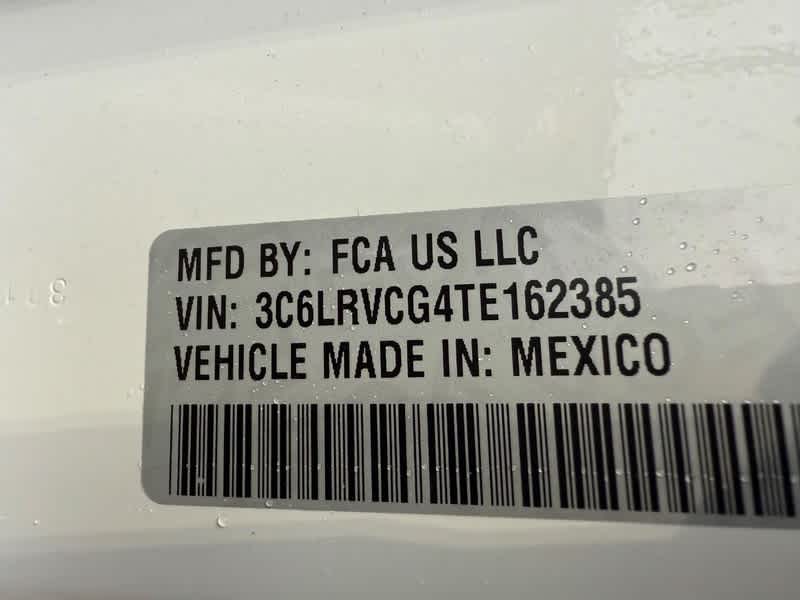 MFD BY: FCA US LLC
VIN: 3C6LRVCG4TE162385
VEHICLE MADE IN: MEXICO